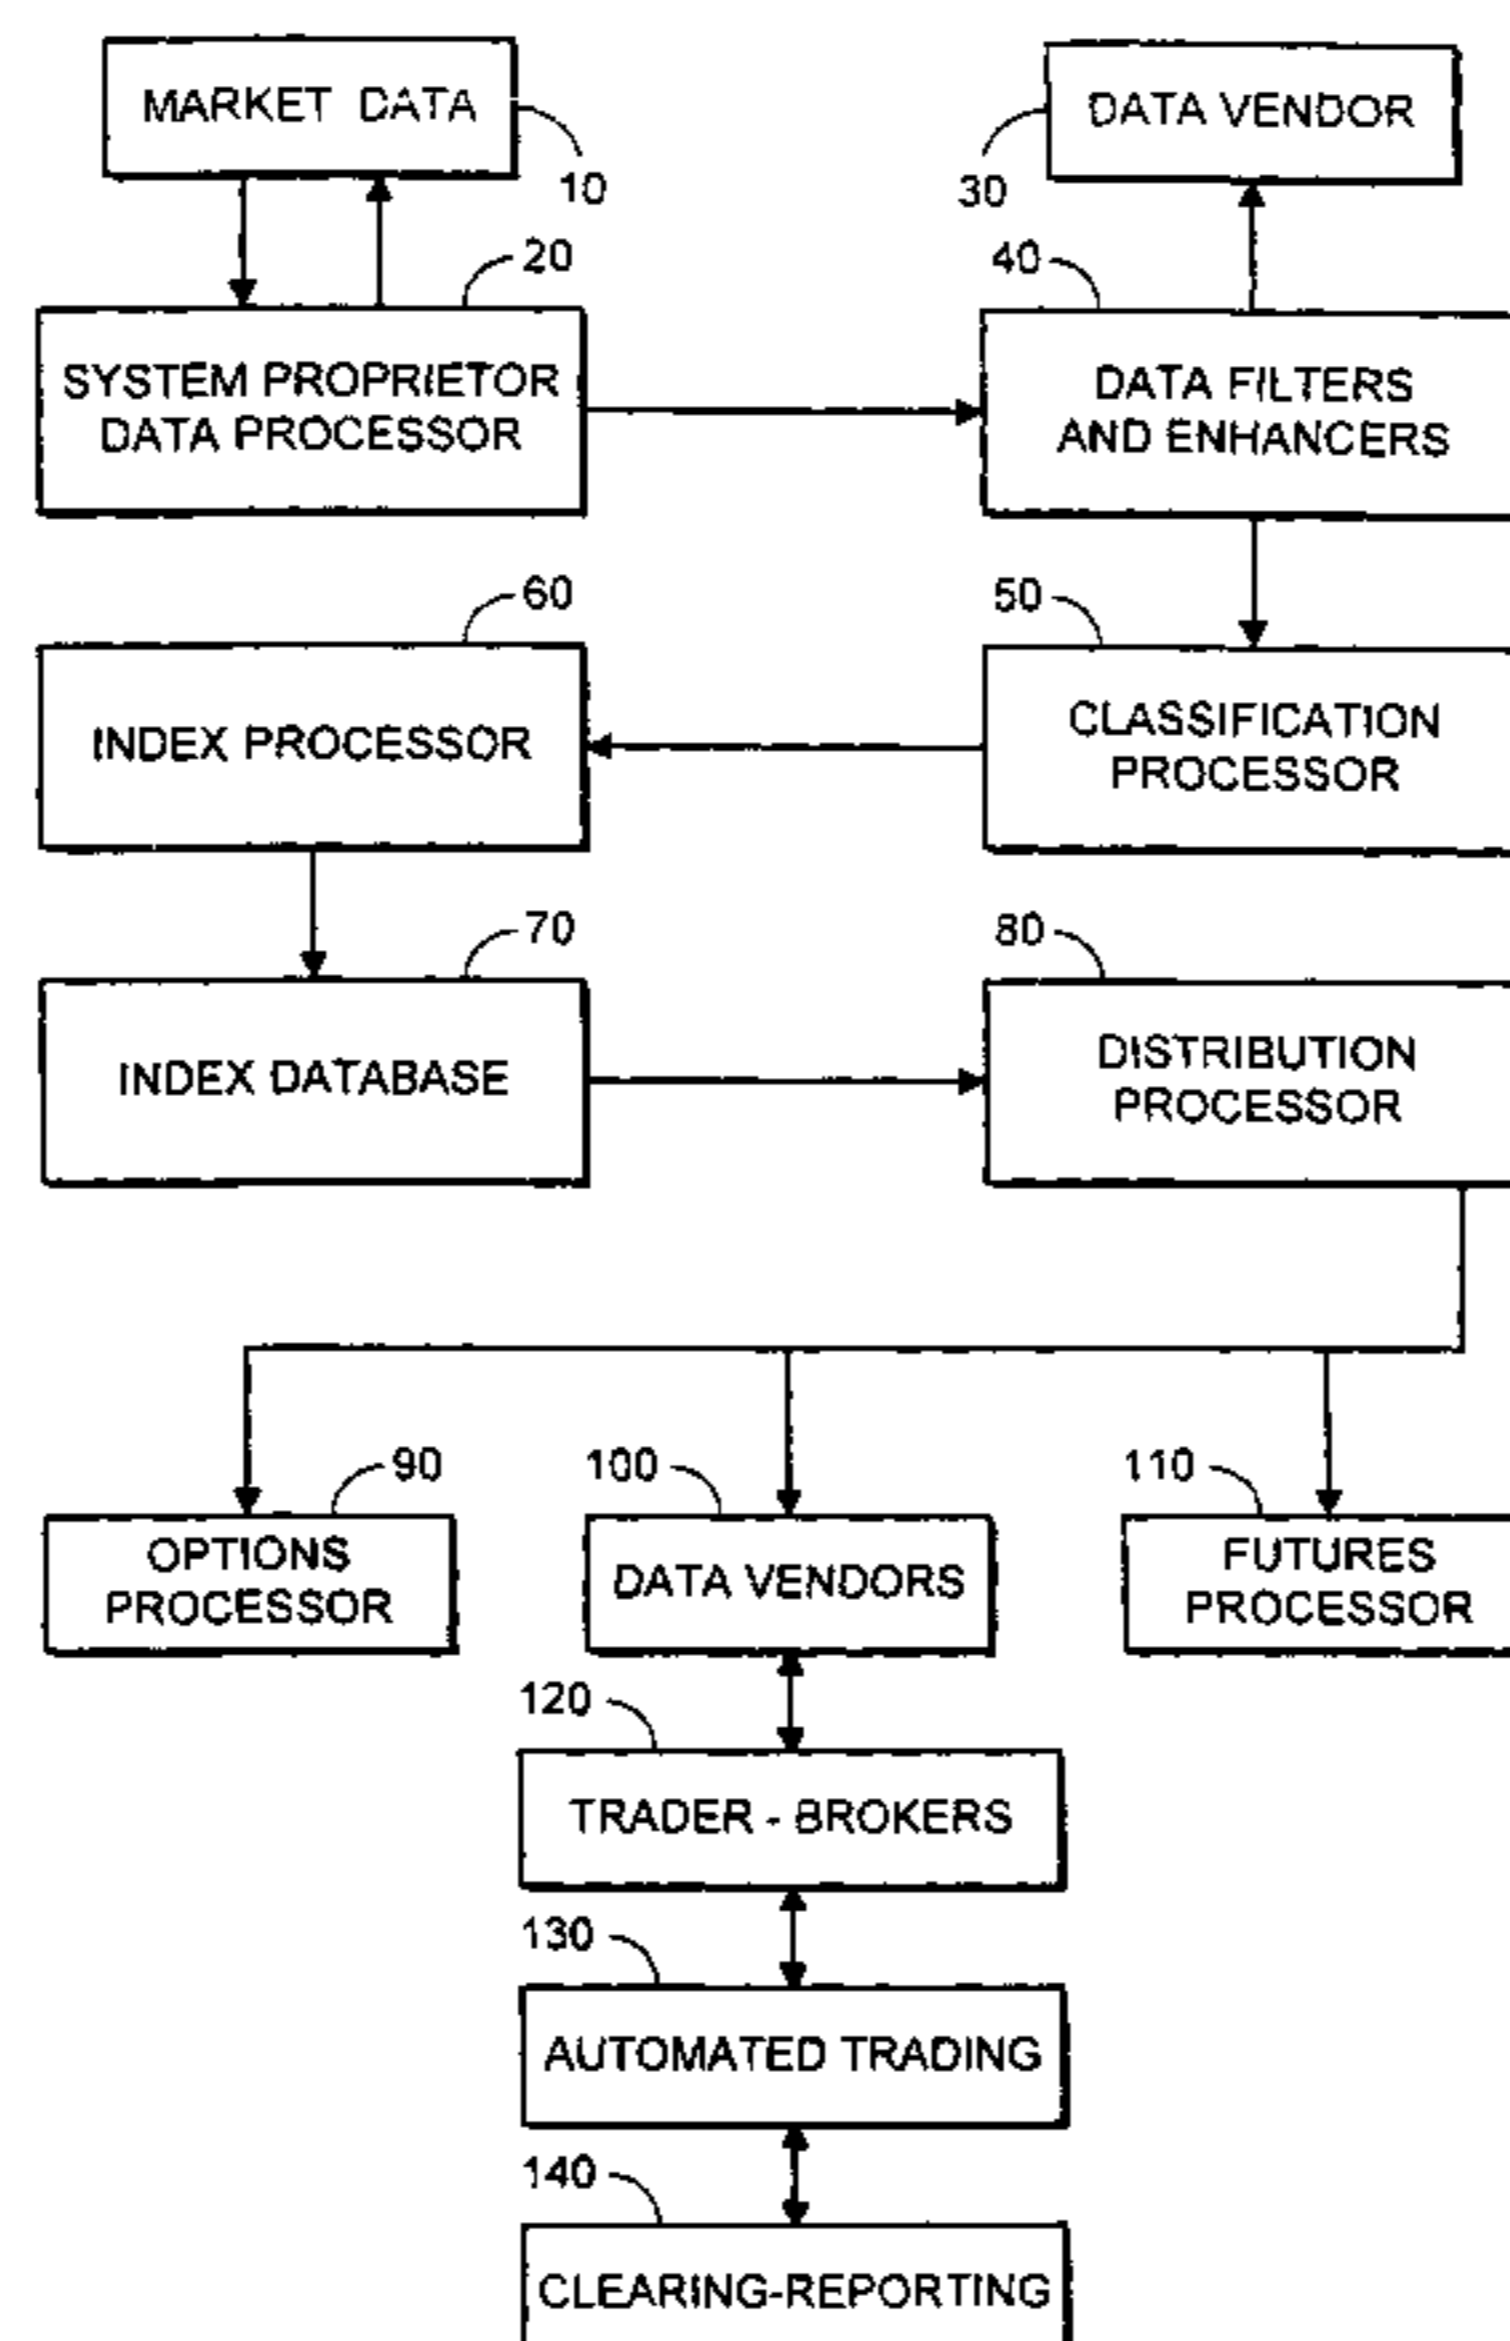 MARKET DATA
DATA VENDOR
10
30
20
40
SYSTEM PROPRIETOR
DATA PROCESSOR
DATA FILTERS
AND ENHANCERS
60
50
INDEX PROCESSOR
CLASSIFICATION
PROCESSOR
70
80
INDEX DATABASE
DISTRIBUTION
PROCESSOR
90
100
110
OPTIONS
PROCESSOR
DATA VENDORS
FUTURES
PROCESSOR
120
TRADER - BROKERS
130
AUTOMATED TRADING
140
CLEARING-REPORTING